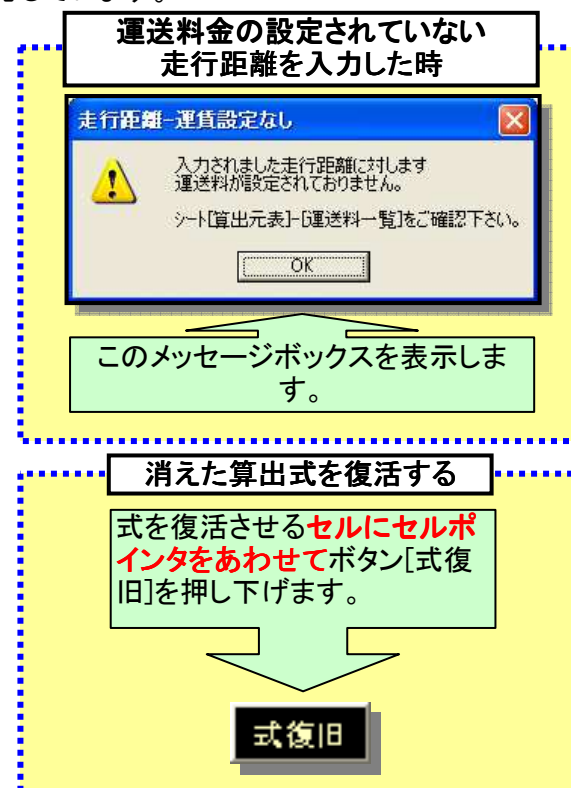 しています。
運送料金の設定されていない
走行距離を入力した時
走行距離-運賃設定なし
入力されました走行距離に対します
運送料が設定されておりません。
シート[算出元表]-[運送料一覧]をご確認下さい。
OK
このメッセージボックスを表示しま
す。
消えた算出式を復活する
式を復活させるセルにセルポ
インタをあわせてボタン[式復
旧]を押し下げます。
式復旧